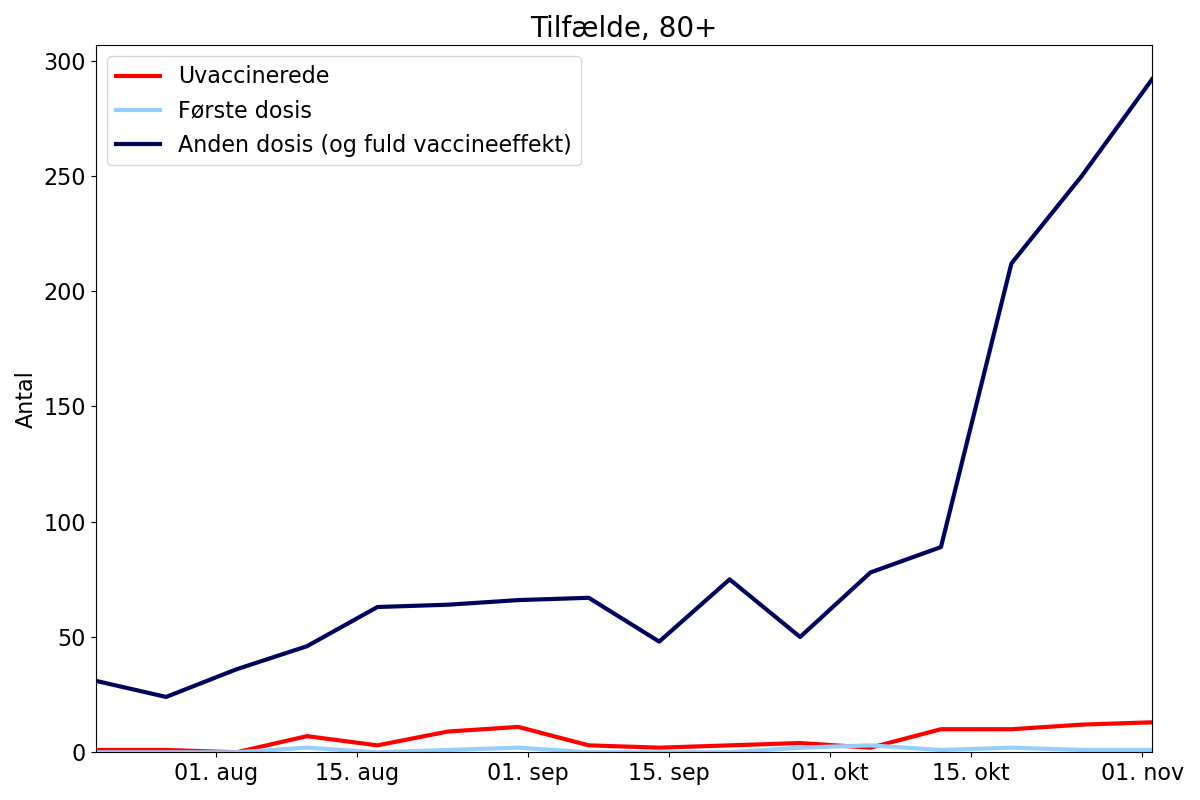 Tilfælde, 80+
Uvaccinerede
Første dosis
Anden dosis (og fuld vaccineeffekt)
Antal
300
250
200
150
100
50
0
01. aug 15. aug 01. sep 15. sep 01. okt 15. okt 01. nov